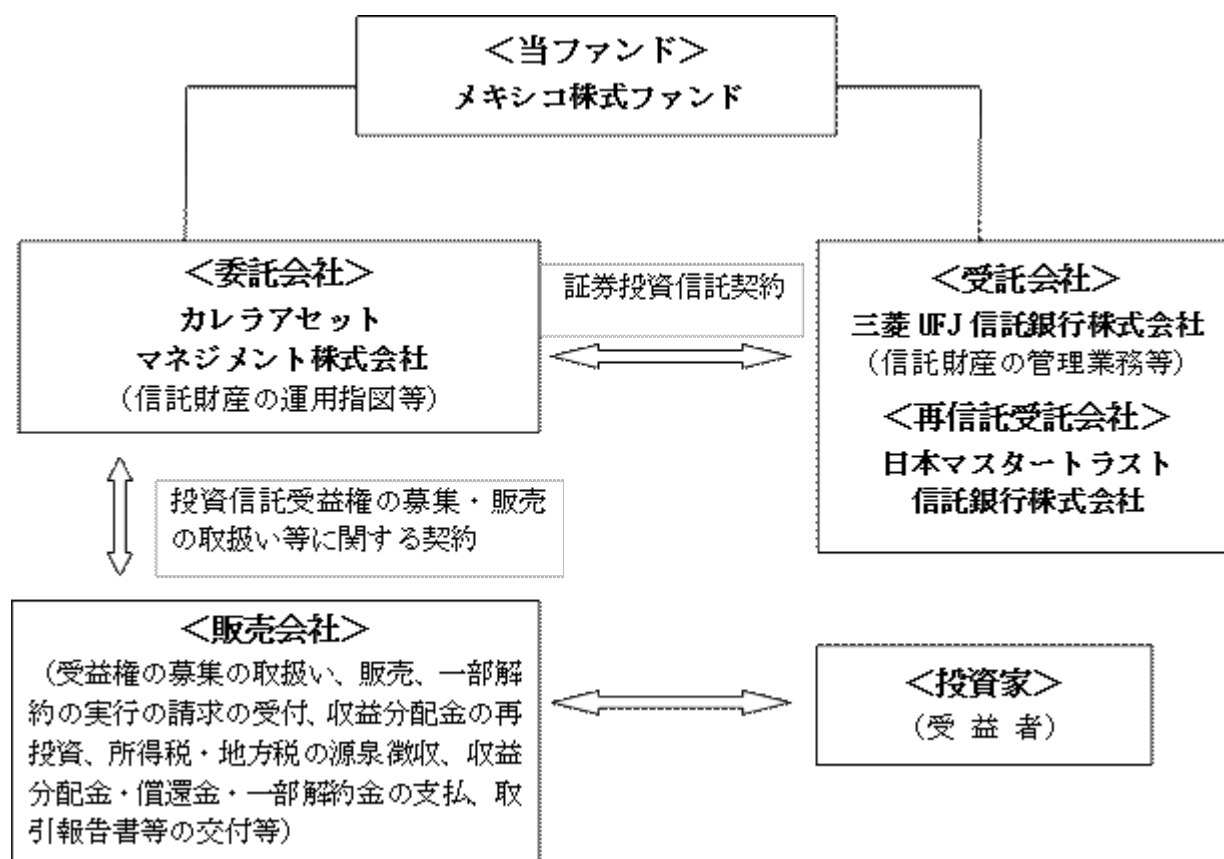 ＜当ファンド＞
メキシコ株式ファンド
＜委託会社＞
カレラアセット
マネジメント株式会社
（信託財産の運用指図等）
証券投資信託契約
＜受託会社＞
三菱 UFJ 信託銀行株式会社
（信託財産の管理業務等）
＜再信託受託会社＞
日本マスタートラスト
信託銀行株式会社
投資信託受益権の募集・販売
の取扱い等に関する契約
＜販売会社＞
（受益権の募集の取扱い、販売、一部解
約の実行の請求の受付、収益分配金の再
投資、所得税・地方税の源泉徴収、収益
分配金・償還金・一部解約金の支払、取
引報告書等の交付等）
＜投資家＞
（受 益 者）